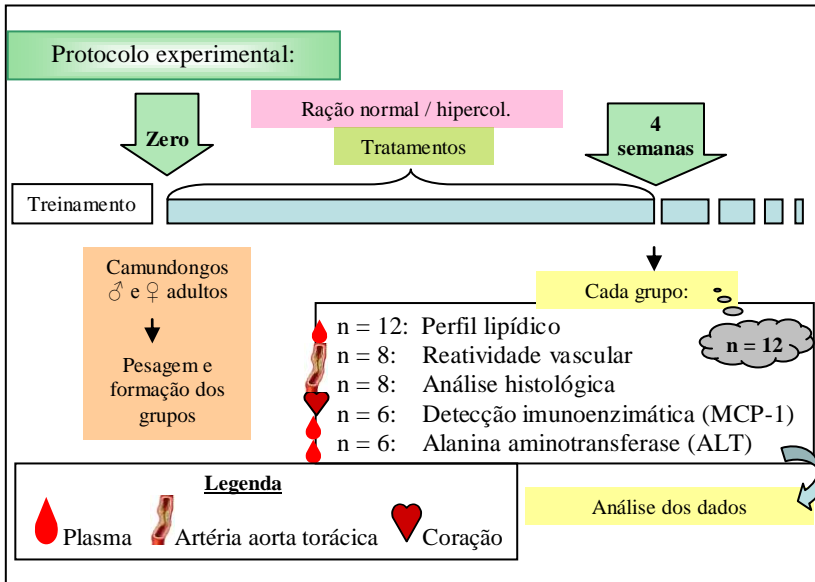 Protocolo experimental:
Ração normal / hipercol.
Zero
Tratamentos
4
semanas
Treinamento
Camundongos
♂ e ♀ adultos
Pesagem e
formação dos
grupos
Cada grupo:
n = 12
n = 12: Perfil lipídico
n = 8: Reatividade vascular
n = 8: Análise histológica
n = 6: Detecção imunoenzimática (MCP-1)
n = 6: Alanina aminotransferase (ALT)
Análise dos dados
Legenda
Plasma
Artéria aorta torácica
Coração